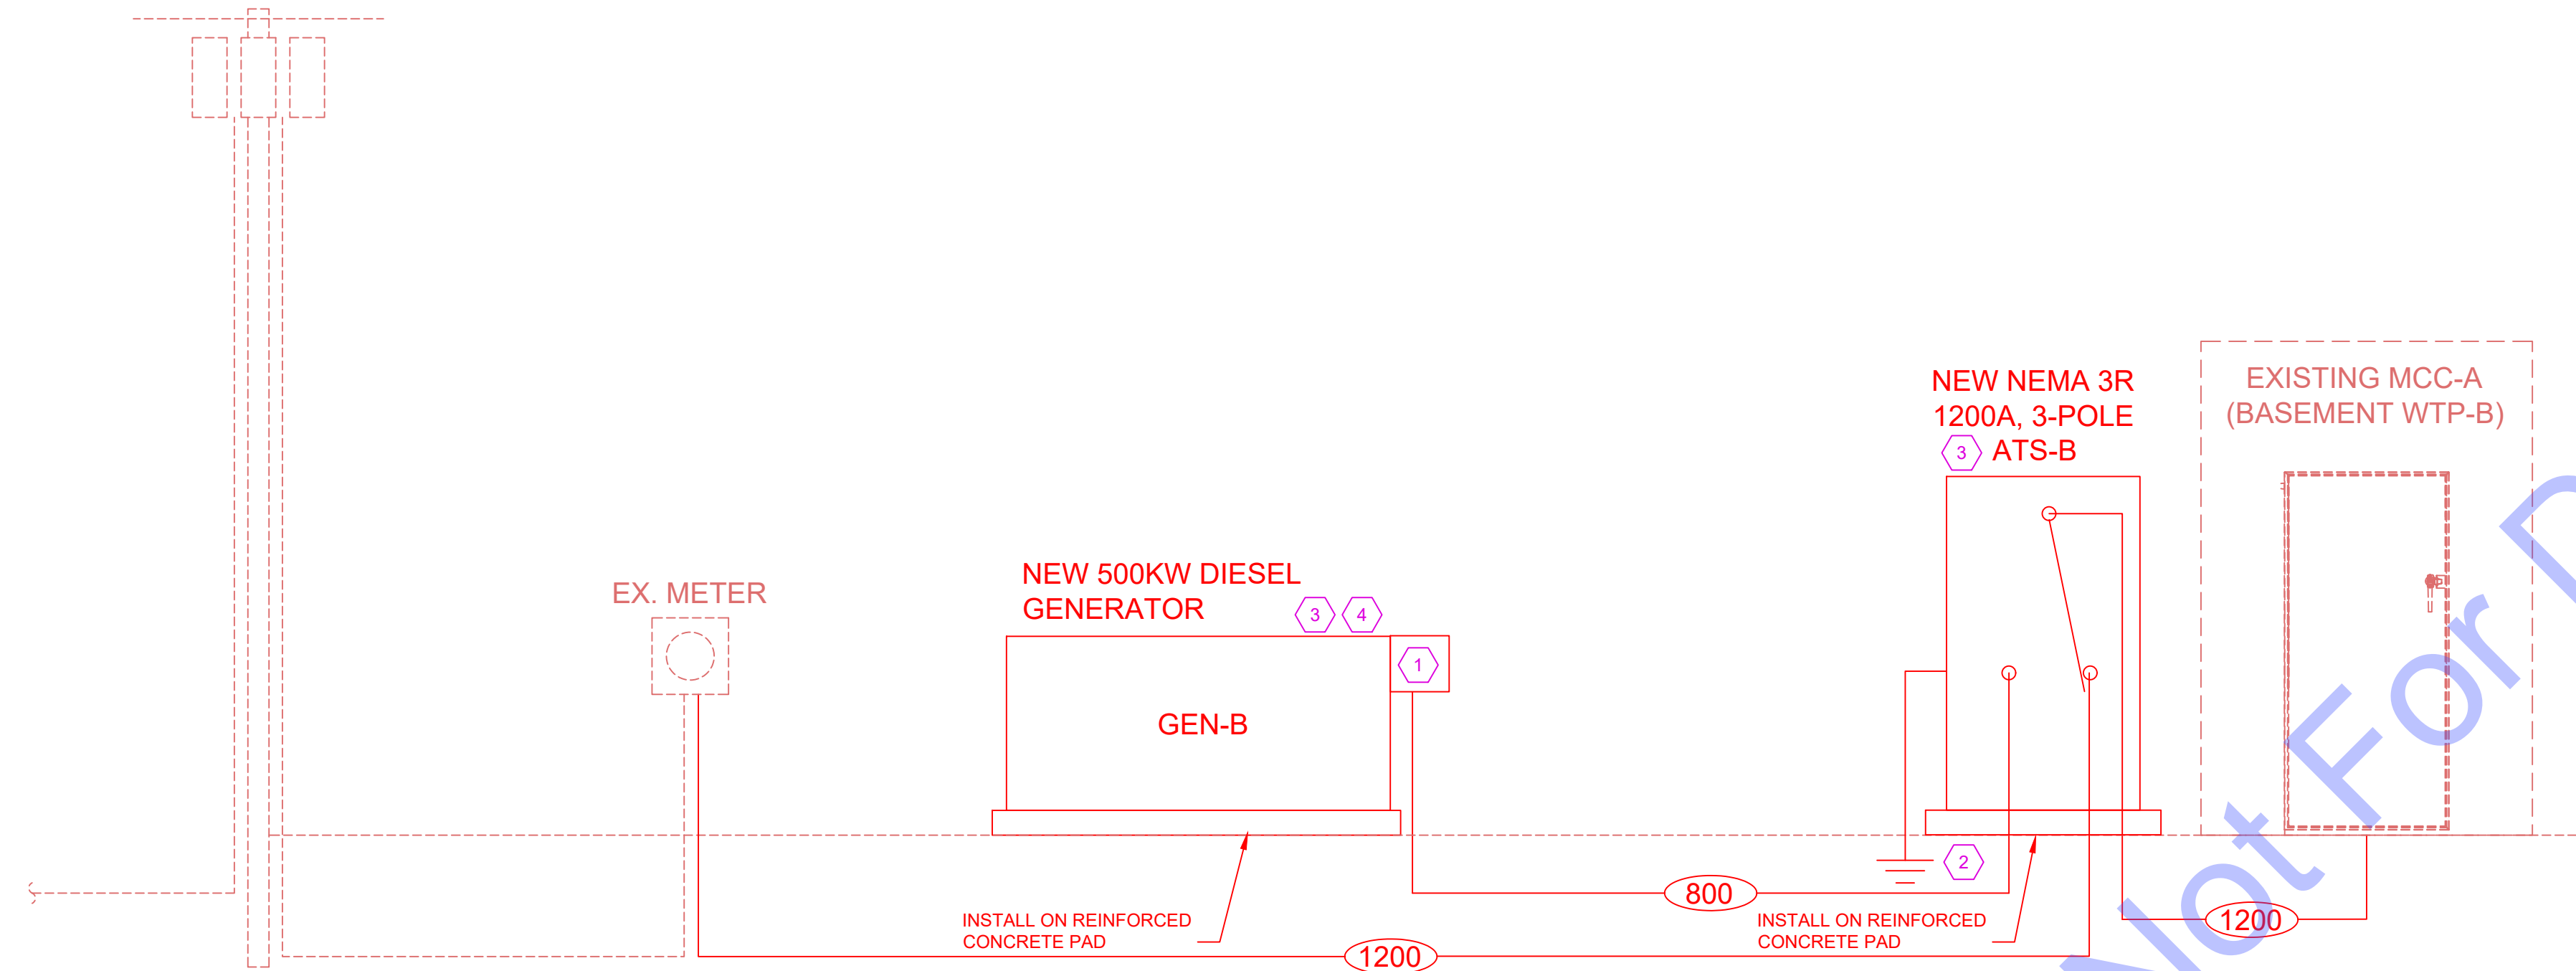 NEW NEMA 3R
1200A, 3-POLE
3 ATS-B
EXISTING MCC-A
(BASEMENT WTP-B)
EX. METER
NEW 500KW DIESEL
GENERATOR 3 4
1
GEN-B
2
800
1200
INSTALL ON REINFORCED
CONCRETE PAD
INSTALL ON REINFORCED
CONCRETE PAD
1200
Not For